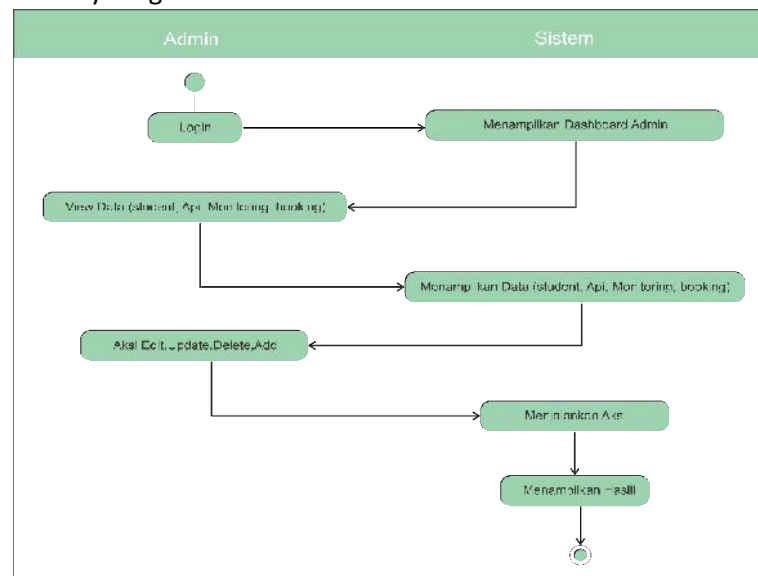 Admin
Sistem
Login
Menampilkan Dashboard Admin
View Data (student, Api, Monitoring, booking)
Menampilkan Data (student, Api, Monitoring, booking)
Aksi Edit,Update,Delete,Add
Menjalankan Aksi
Menampilkan Hasil